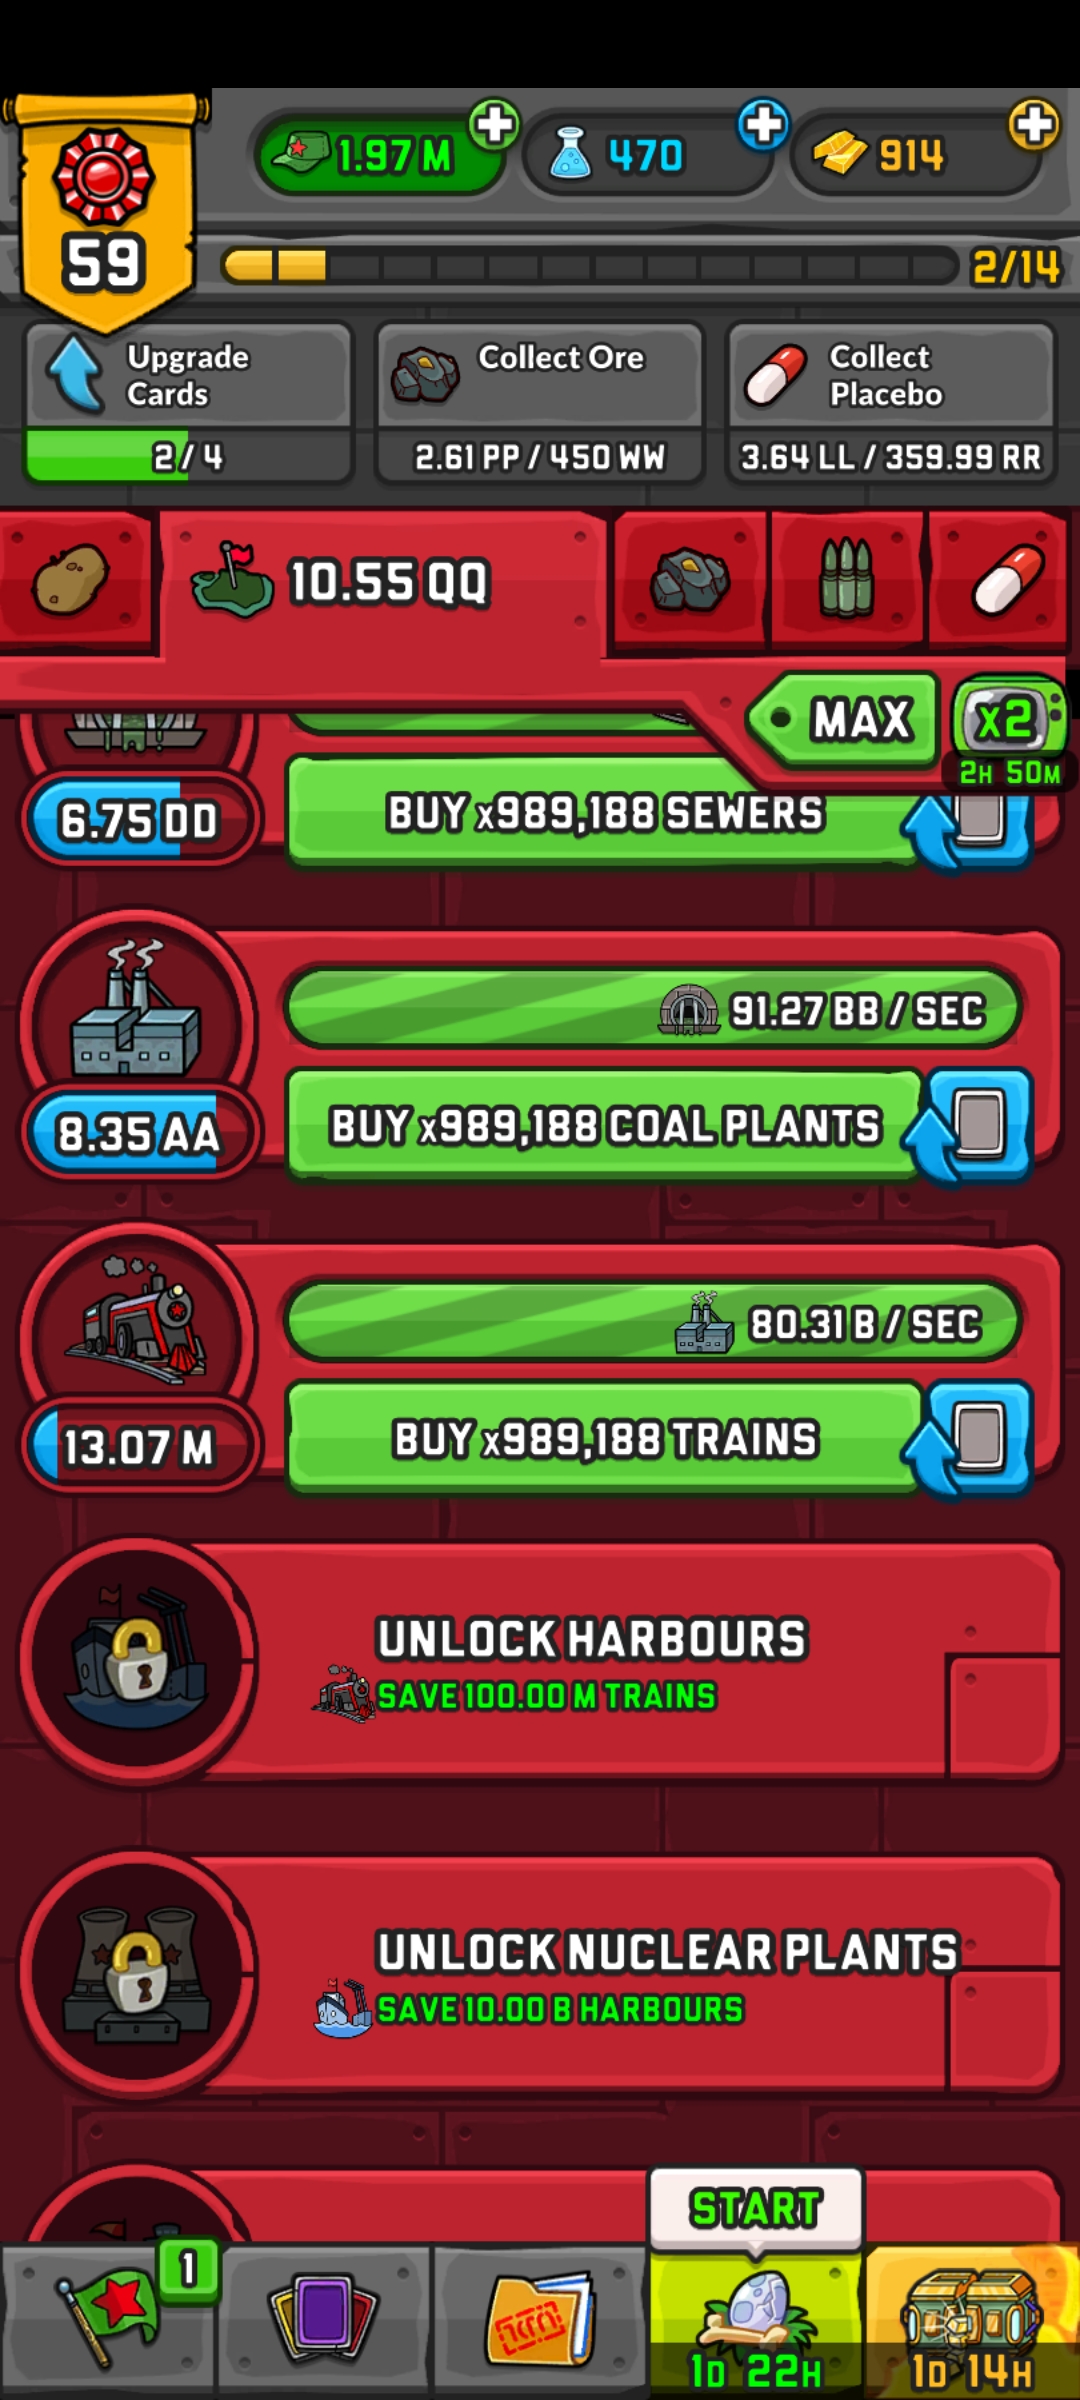 1.97 M
470
914
59
2/14
Upgrade
Cards
2/4
Collect Ore
2.61 PP / 450 WW
Collect
Placebo
3.64 LL / 359.99 RR
10.55 QQ
MAX
x2
2H 50M
6.75 DD
BUY x989,188 SEWERS
91.27 BB / SEC
8.35 AA
BUY x989,188 COAL PLANTS
80.31 B / SEC
13.07 M
BUY x989,188 TRAINS
UNLOCK HARBOURS
SAVE 100.00 M TRAINS
UNLOCK NUCLEAR PLANTS
SAVE 10.00 B HARBOURS
START
1
1D 22H
1D 14H